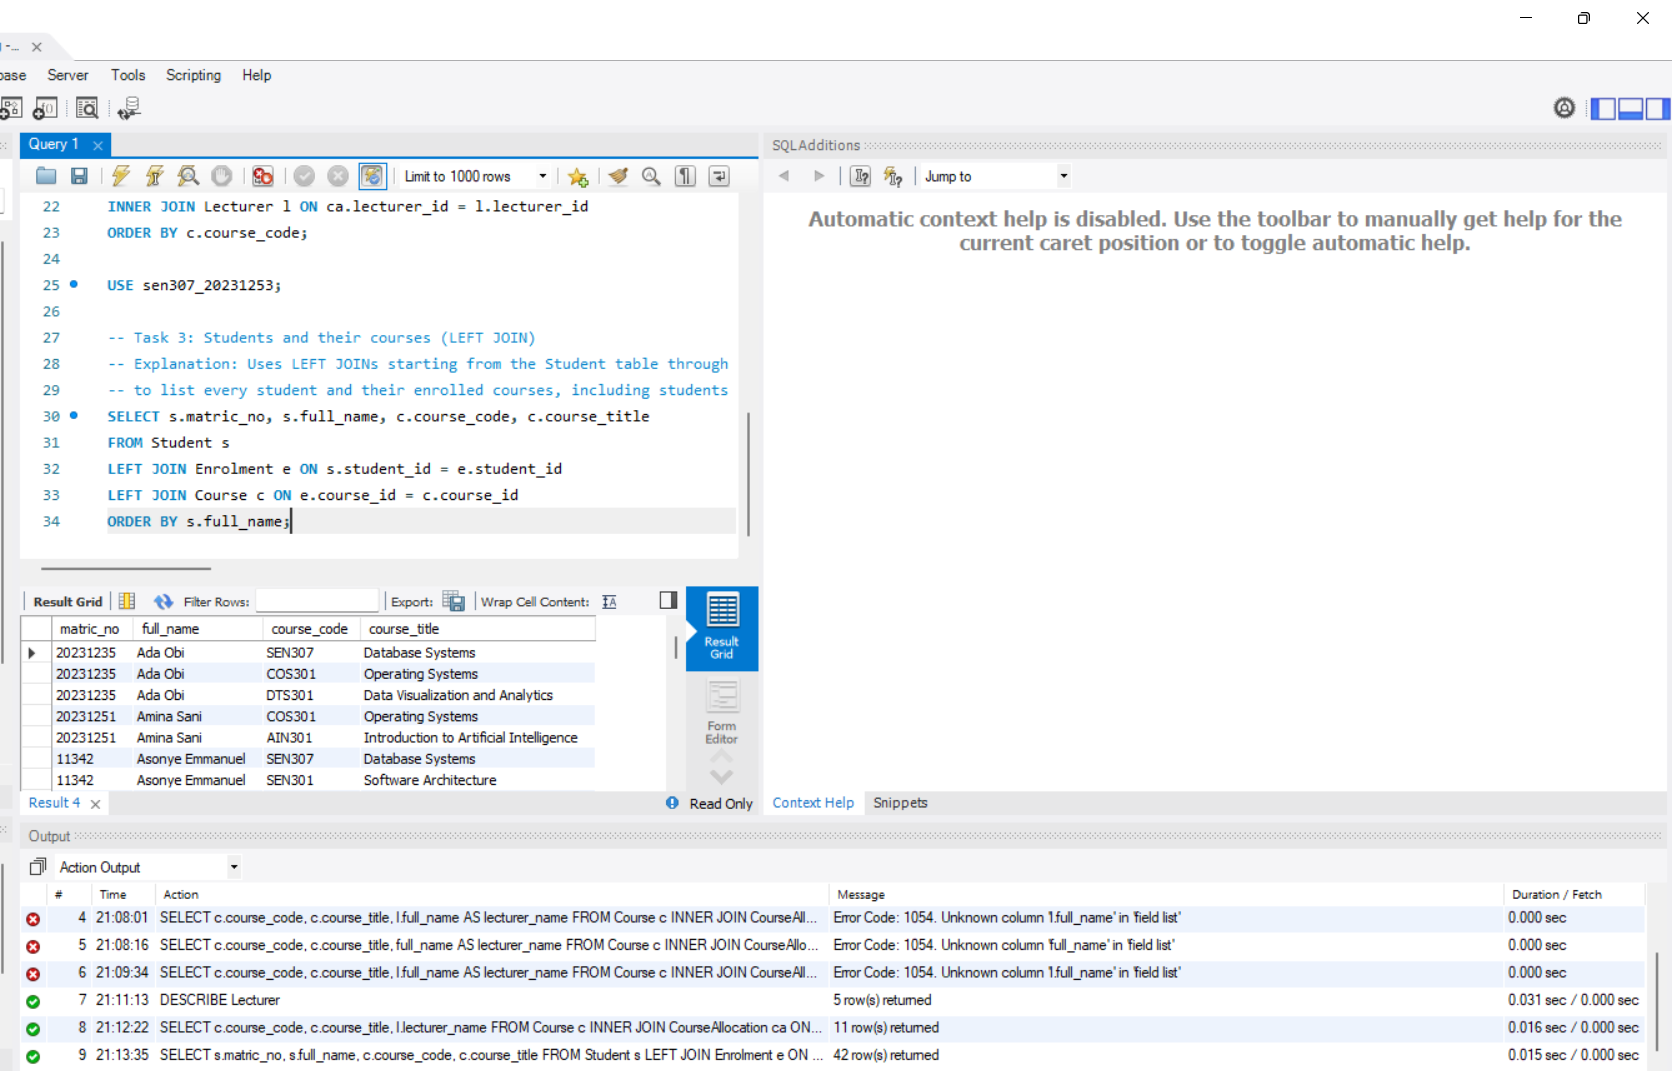 Server Tools Scripting Help
Query 1
SQLAdditions
Limit to 1000 rows
Jump to
22 INNER JOIN Lecturer l ON ca.lecturer_id = l.lecturer_id
23 ORDER BY c.course_code;
24
25 USE sen307_20231253;
26
27 -- Task 3: Students and their courses (LEFT JOIN)
28 -- Explanation: Uses LEFT JOINs starting from the Student table through
29 -- to list every student and their enrolled courses, including students
30 SELECT s.matric_no, s.full_name, c.course_code, c.course_title
31 FROM Student s
32 LEFT JOIN Enrolment e ON s.student_id = e.student_id
33 LEFT JOIN Course c ON e.course_id = c.course_id
34 ORDER BY s.full_name;
Automatic context help is disabled. Use the toolbar to manually get help for the
current caret position or to toggle automatic help.
Result Grid Filter Rows: Export: Wrap Cell Content:
matric_no full_name course_code course_title
20231235 Ada Obi SEN307 Database Systems
20231235 Ada Obi COS301 Operating Systems
20231235 Ada Obi DTS301 Data Visualization and Analytics
20231251 Amina Sani COS301 Operating Systems
20231251 Amina Sani AIN301 Introduction to Artificial Intelligence
11342 Asonye Emmanuel SEN307 Database Systems
11342 Asonye Emmanuel SEN301 Software Architecture
Result
Grid
Form
Editor
Result 4
Read Only
Context Help Snippets
Output
Action Output
# Time Action Message Duration / Fetch
4 21:08:01 SELECT c.course_code, c.course_title, l.full_name AS lecturer_name FROM Course c INNER JOIN CourseAll... Error Code: 1054. Unknown column 'l.full_name' in 'field list' 0.000 sec
5 21:08:16 SELECT c.course_code, c.course_title, full_name AS lecturer_name FROM Course c INNER JOIN CourseAllo... Error Code: 1054. Unknown column 'full_name' in 'field list' 0.000 sec
6 21:09:34 SELECT c.course_code, c.course_title, l.full_name AS lecturer_name FROM Course c INNER JOIN CourseAll... Error Code: 1054. Unknown column 'l.full_name' in 'field list' 0.000 sec
7 21:11:13 DESCRIBE Lecturer 5 row(s) returned 0.031 sec / 0.000 sec
8 21:12:22 SELECT c.course_code, c.course_title, l.lecturer_name FROM Course c INNER JOIN CourseAllocation ca ON... 11 row(s) returned 0.016 sec / 0.000 sec
9 21:13:35 SELECT s.matric_no, s.full_name, c.course_code, c.course_title FROM Student s LEFT JOIN Enrolment e ON ... 42 row(s) returned 0.015 sec / 0.000 sec